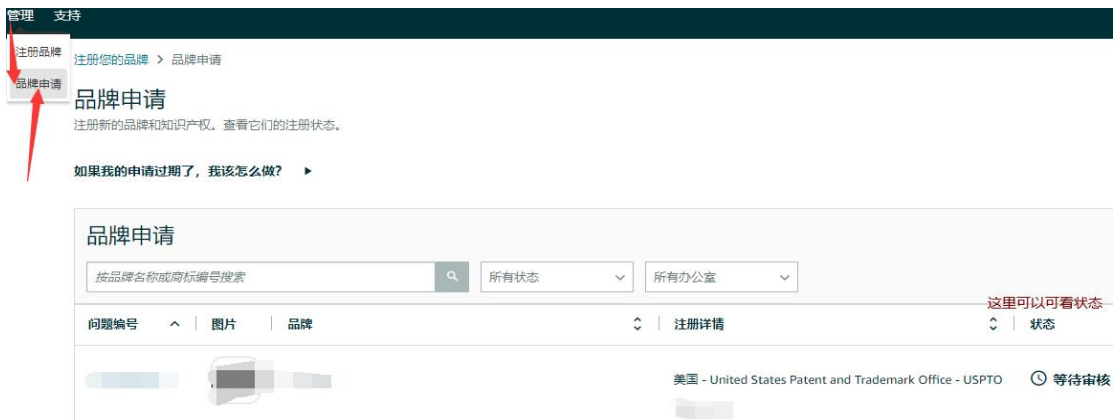 管理 支持
注册品牌
品牌申请
注册您的品牌 > 品牌申请
品牌申请
注册新的品牌和知识产权。查看它们的注册状态。
如果我的申请过期了，我该怎么做？
品牌申请
按品牌名称或商标编号搜索 所有状态 所有办公室
这里可以可看状态
问题编号 图片 品牌 注册详情 状态
美国 - United States Patent and Trademark Office - USPTO 等待审核